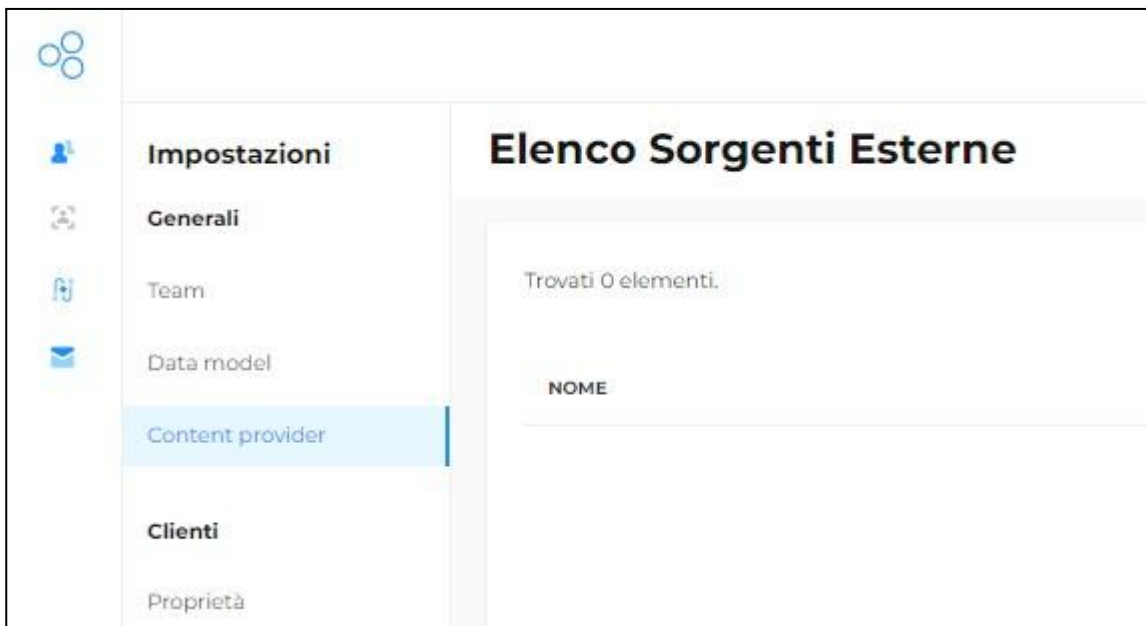 Impostazioni
Generali
Team
Data model
Content provider
Clienti
Proprietà
Elenco Sorgenti Esterne
Trovati 0 elementi.
NOME